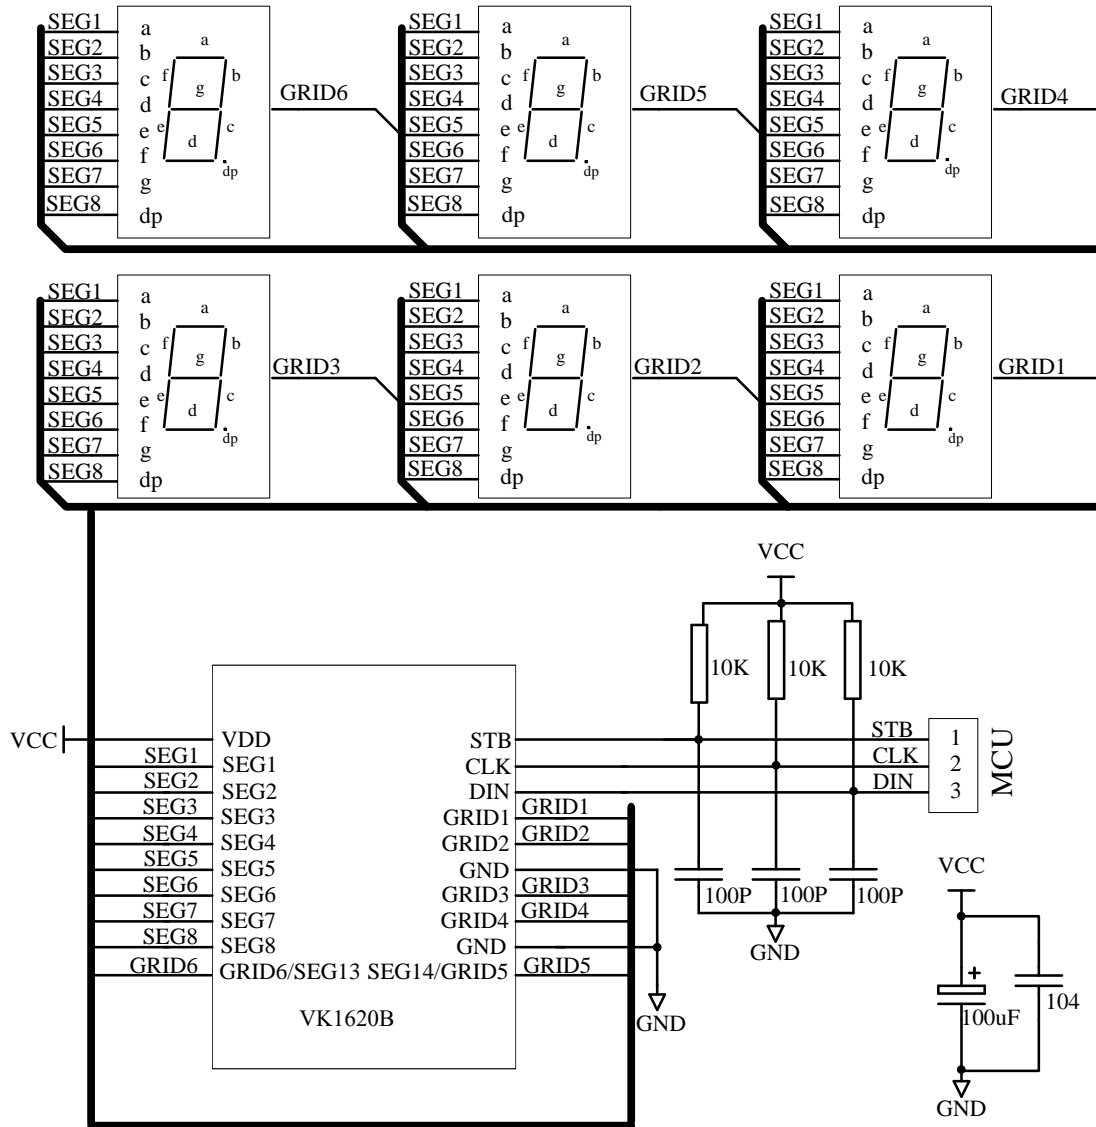 SEG1 a a SEG1 a a SEG1 a a
SEG2 b SEG2 b SEG2 b
SEG3 c f b SEG3 c f b SEG3 c f b
SEG4 d g GRID6 SEG4 d g GRID5 SEG4 d g GRID4
SEG5 e e c SEG5 e e c SEG5 e e c
SEG6 f d SEG6 f d SEG6 f d
SEG7 g dp SEG7 g dp SEG7 g dp
SEG8 dp SEG8 dp SEG8 dp
SEG1 a a SEG1 a a SEG1 a a
SEG2 b SEG2 b SEG2 b
SEG3 c f b SEG3 c f b SEG3 c f b
SEG4 d g GRID3 SEG4 d g GRID2 SEG4 d g GRID1
SEG5 e e c SEG5 e e c SEG5 e e c
SEG6 f d SEG6 f d SEG6 f d
SEG7 g dp SEG7 g dp SEG7 g dp
SEG8 dp SEG8 dp SEG8 dp
VCC
10K 10K 10K
VCC VDD STB STB 1
SEG1 SEG1 CLK CLK 2
SEG2 SEG2 DIN DIN 3
MCU
SEG3 SEG3 GRID1 GRID1
SEG4 SEG4 GRID2 GRID2
SEG5 SEG5 GND
SEG6 SEG6 GRID3 GRID3
SEG7 SEG7 GRID4 GRID4
SEG8 SEG8 GND
GRID6 GRID6/SEG13 SEG14/GRID5 GRID5
100P 100P 100P
GND
VK1620B
GND
VCC
+
100uF 104
GND